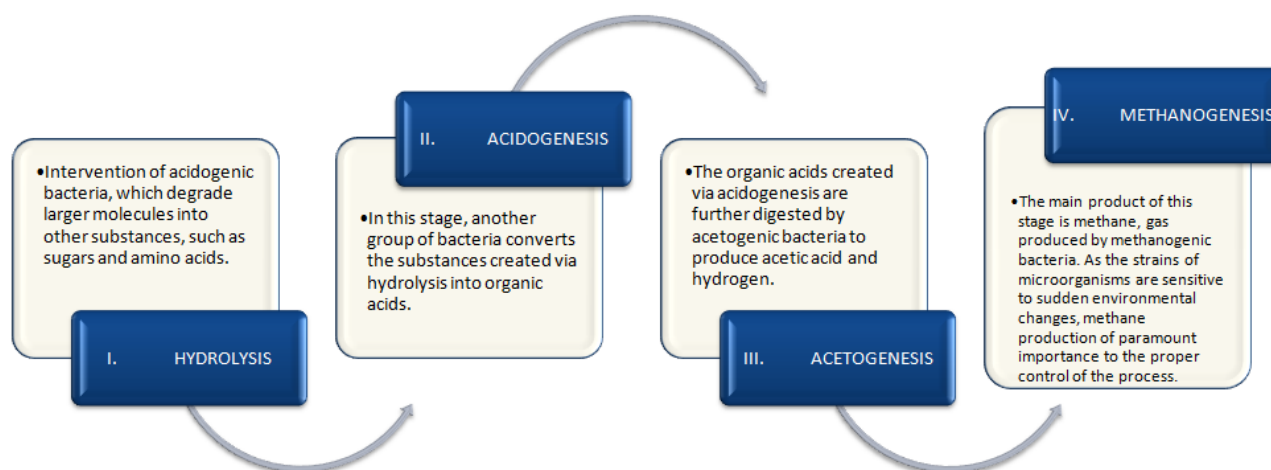 •Intervention of acidogenic
bacteria, which degrade
larger molecules into
other substances, such as
sugars and amino acids.
I. HYDROLYSIS
II. ACIDOGENESIS
•In this stage, another
group of bacteria converts
the substances created via
hydrolysis into organic
acids.
•The organic acids created
via acidogenesis are
further digested by
acetogenic bacteria to
produce acetic acid and
hydrogen.
III. ACETOGENESIS
IV. METHANOGENESIS
•The main product of this
stage is methane, gas
produced by methanogenic
bacteria. As the strains of
microorganisms are sensitive
to sudden environmental
changes, methane
production of paramount
importance to the proper
control of the process.